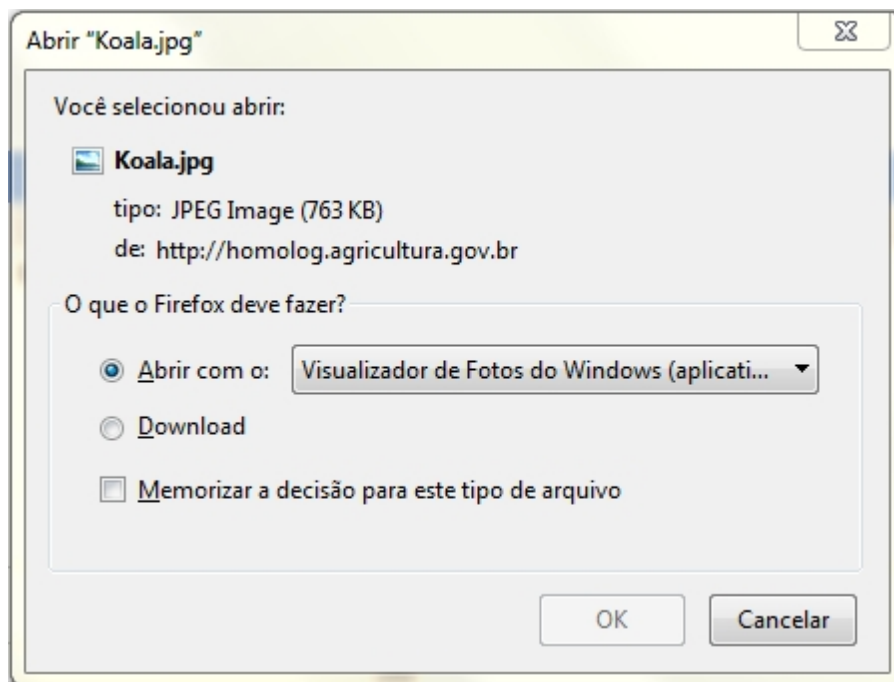 Abrir "Koala.jpg"
Você selecionou abrir:
Koala.jpg
tipo: JPEG Image (763 KB)
de: http://homolog.agricultura.gov.br
O que o Firefox deve fazer?
Abrir com o: Visualizador de Fotos do Windows (aplicati...
Download
Memorizar a decisão para este tipo de arquivo
OK Cancelar